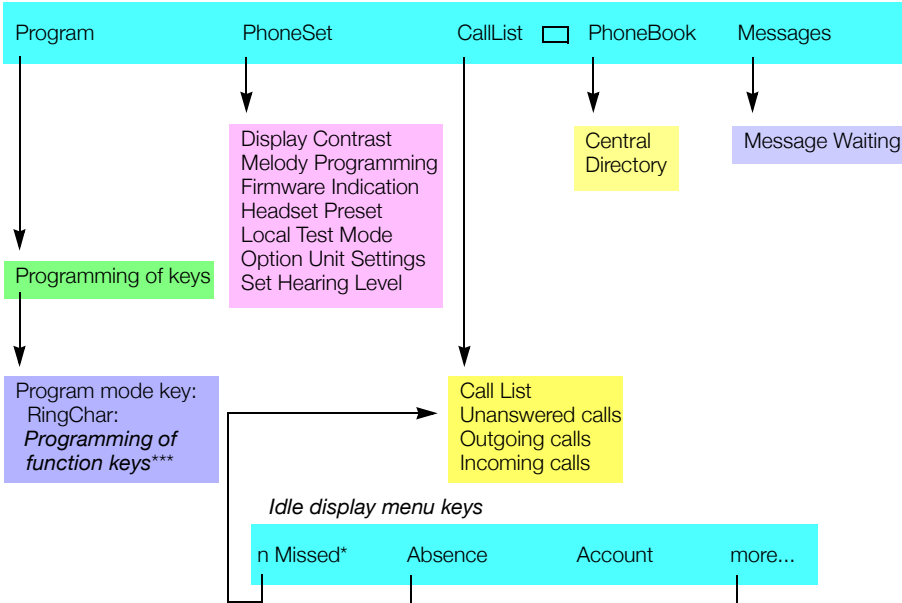 Program PhoneSet CallList PhoneBook Messages
Display Contrast
Melody Programming
Firmware Indication
Headset Preset
Local Test Mode
Option Unit Settings
Set Hearing Level
Central
Directory
Message Waiting
Programming of keys
Program mode key:
RingChar:
Programming of
function keys***
Call List
Unanswered calls
Outgoing calls
Incoming calls
Idle display menu keys
n Missed* Absence Account more...